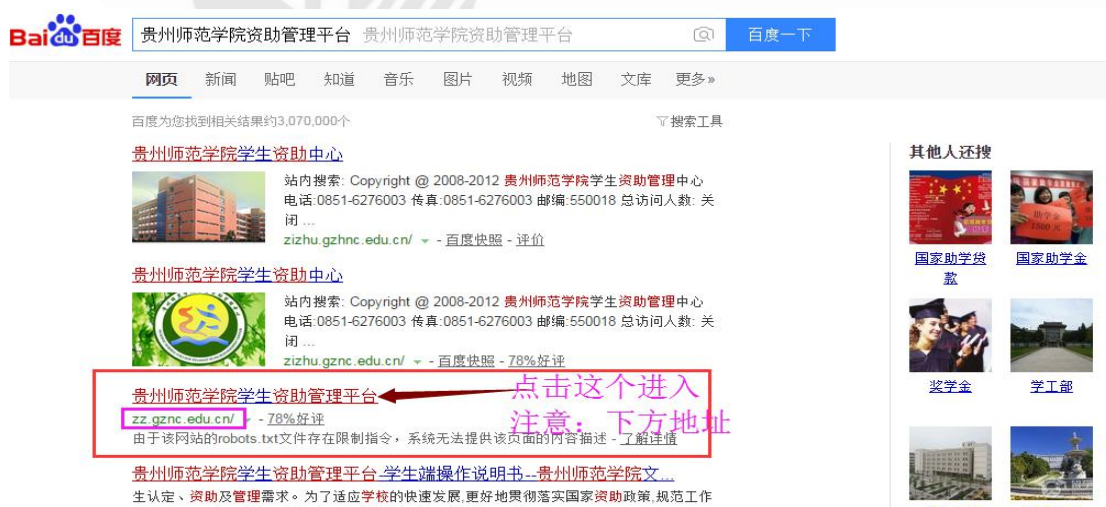 Bai du 百度
贵州师范学院资助管理平台 贵州师范学院资助管理平台
百度一下
网页 新闻 贴吧 知道 音乐 图片 视频 地图 文库 更多»
百度为您找到相关结果约3,070,000个
搜索工具
贵州师范学院学生资助中心
站内搜索: Copyright @ 2008-2012 贵州师范学院学生资助管理中心
电话:0851-6276003 传真:0851-6276003 邮编:550018 总访问人数: 关
闭 ...
zizhu.gzhnc.edu.cn/ - 百度快照 - 评价
贵州师范学院学生资助中心
站内搜索: Copyright @ 2008-2012 贵州师范学院学生资助管理中心
电话:0851-6276003 传真:0851-6276003 邮编:550018 总访问人数: 关
闭 ...
zizhu.gznc.edu.cn/ - 百度快照 - 78%好评
贵州师范学院学生资助管理平台
点击这个进入
zz.gznc.edu.cn/ - 78%好评
注意：下方地址
由于该网站的robots.txt文件存在限制指令，系统无法提供该页面的内容描述 - 了解详情
贵州师范学院学生资助管理平台-学生端操作说明书--贵州师范学院文...
生认定、资助及管理需求。为了适应学校的快速发展,更好地贯彻落实国家资助政策,规范工作
其他人还搜
助学金
1500元
国家助学贷
款
国家助学金
奖学金
学工部